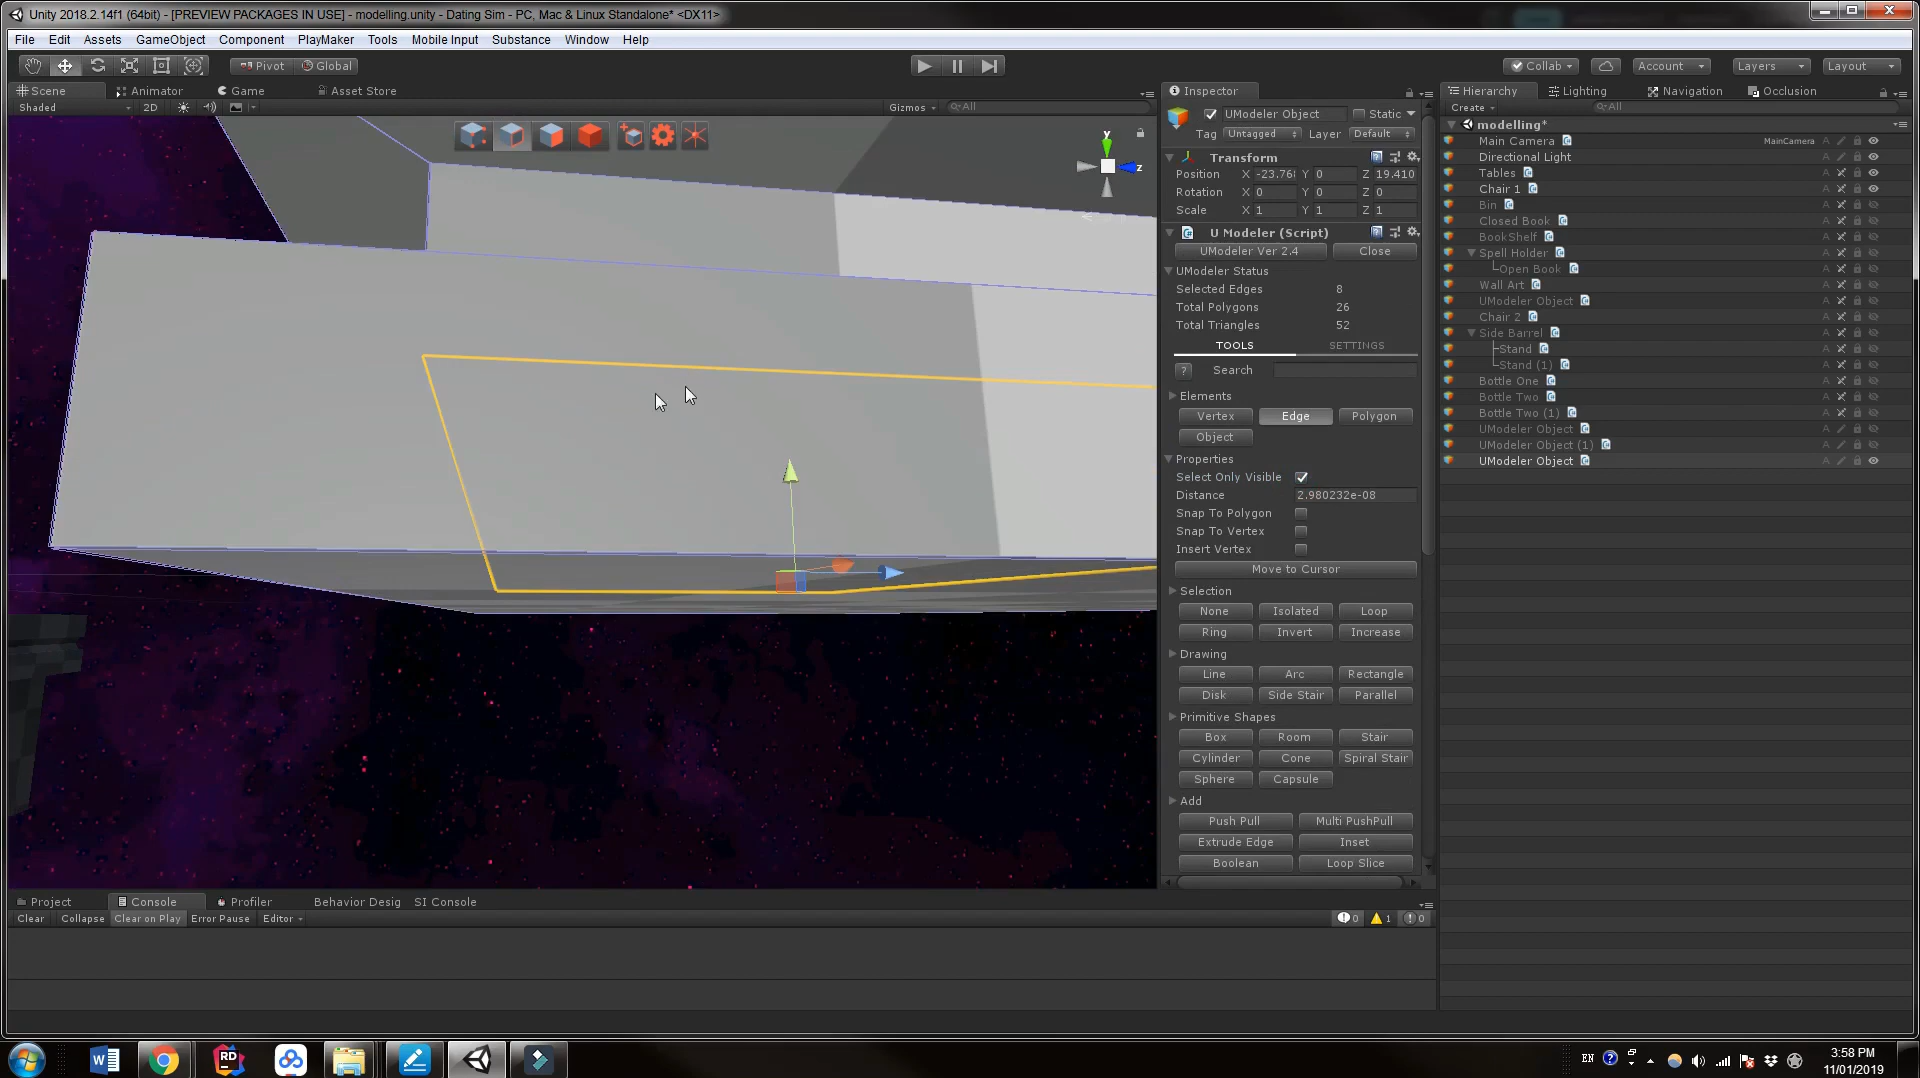 Unity 2018.2.14f1 (64bit) - [PREVIEW PACKAGES IN USE] - modelling.unity - Dating Sim - PC, Mac & Linux Standalone* <DX11>
File Edit Assets GameObject Component PlayMaker Tools Mobile Input Substance Window Help
Pivot Global Collab Account Layers Layout
Scene Animator Game Asset Store
Shaded 2D Gizmos All
y
z
Inspector
UModeler Object Static
Tag Untagged Layer Default
Transform
Position X -23.76 Y 0 Z 19.410
Rotation X 0 Y 0 Z 0
Scale X 1 Y 1 Z 1
U Modeler (Script)
UModeler Ver 2.4 Close
UModeler Status
Selected Edges 8
Total Polygons 26
Total Triangles 52
TOOLS SETTINGS
? Search
Elements
Vertex Edge Polygon
Object
Properties
Select Only Visible
Distance 2.980232e-08
Snap To Polygon
Snap To Vertex
Insert Vertex
Move to Cursor
Selection
None Isolated Loop
Ring Invert Increase
Drawing
Line Arc Rectangle
Disk Side Stair Parallel
Primitive Shapes
Box Room Stair
Cylinder Cone Spiral Stair
Sphere Capsule
Add
Push Pull Multi PushPull
Extrude Edge Inset
Boolean Loop Slice
Hierarchy Lighting Navigation Occlusion
Create All
modelling*
Main Camera MainCamera
Directional Light
Tables
Chair 1
Bin
Closed Book
BookShelf
Spell Holder
Open Book
Wall Art
UModeler Object
Chair 2
Side Barrel
Stand
Stand (1)
Bottle One
Bottle Two
Bottle Two (1)
UModeler Object
UModeler Object (1)
UModeler Object
Project Console Profiler Behavior Desig SI Console
Clear Collapse Clear on Play Error Pause Editor 0 1 0
W RD EN 3:58 PM
11/01/2019